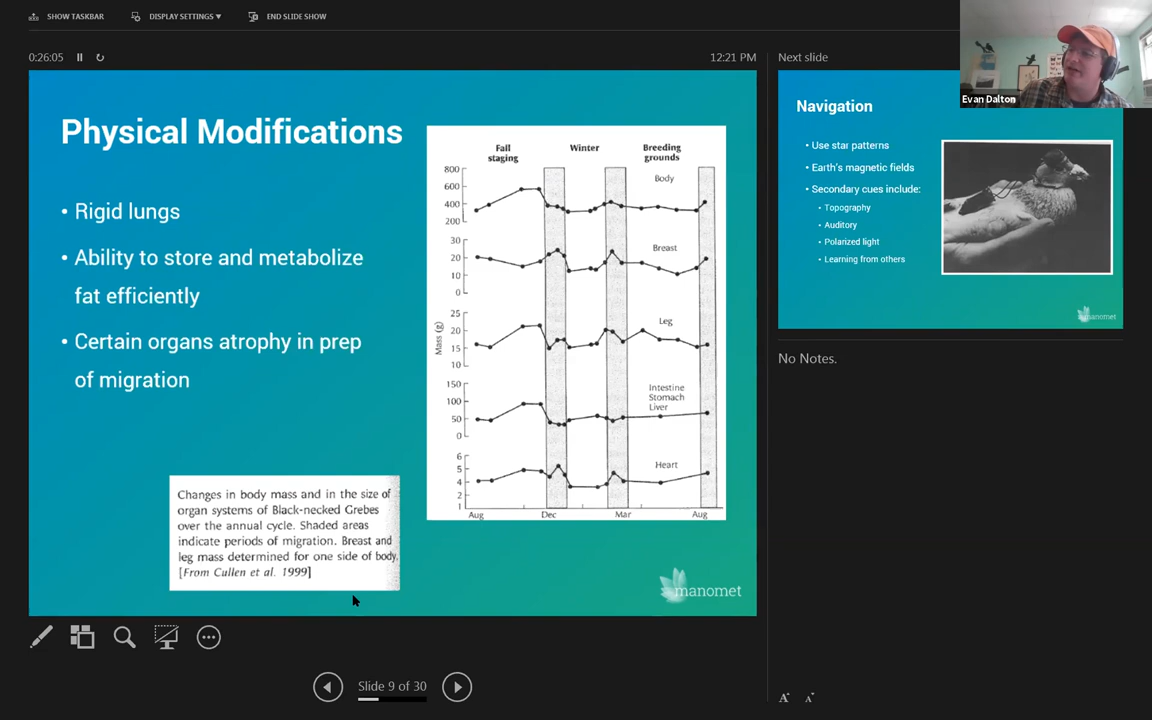 SHOW TASKBAR
DISPLAY SETTINGS ▼
END SLIDE SHOW
0:26:05
12:21 PM
Physical Modifications
• Rigid lungs
• Ability to store and metabolize
fat efficiently
• Certain organs atrophy in prep
of migration
Changes in body mass and in the size of
organ systems of Black-necked Grebes
over the annual cycle. Shaded areas
indicate periods of migration. Breast and
leg mass determined for one side of body.
[From Cullen et al. 1999]
Fall
staging
Winter
Breeding
grounds
Body
800
600
400
200
Breast
30
20
10
0
Leg
25
20
15
10
Mass (g)
Intestine
Stomach
Liver
150
100
50
0
Heart
6
5
4
2
1
Aug
Dec
Mar
Aug
manomet
Slide 9 of 30
Next slide
Navigation
• Use star patterns
• Earth's magnetic fields
• Secondary cues include:
• Topography
• Auditory
• Polarized light
• Learning from others
manomet
Evan Dalton
No Notes.
A
A